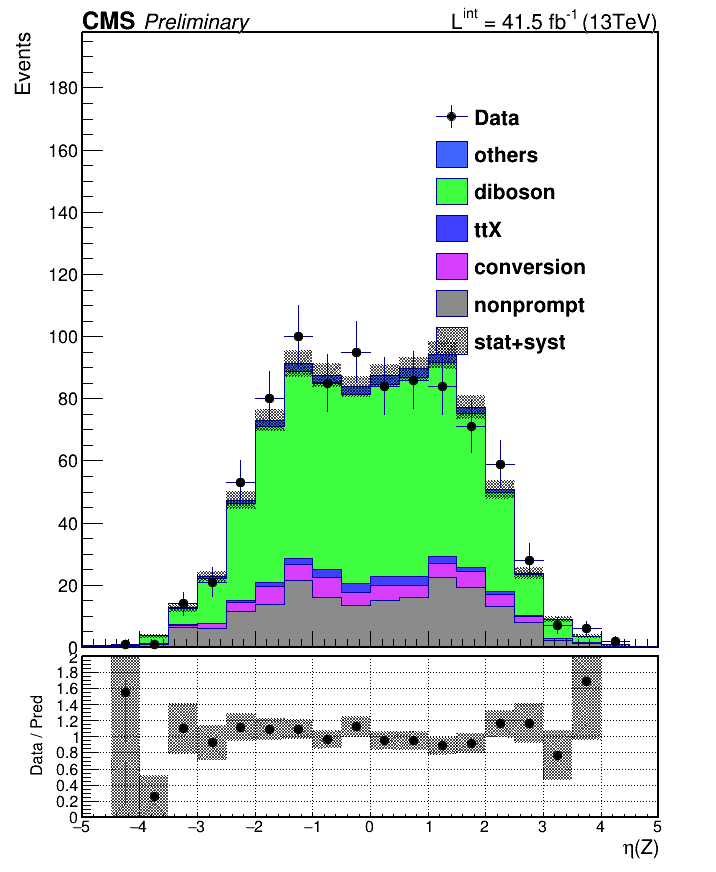 CMS Preliminary L^int = 41.5 fb^-1 (13TeV)
Events
180
160
140
120
100
80
60
40
20
0
Data
others
diboson
ttX
conversion
nonprompt
stat+syst
Data / Pred
2
1.8
1.6
1.4
1.2
1
0.8
0.6
0.4
0.2
0
−5 −4 −3 −2 −1 0 1 2 3 4 5
η(Z)